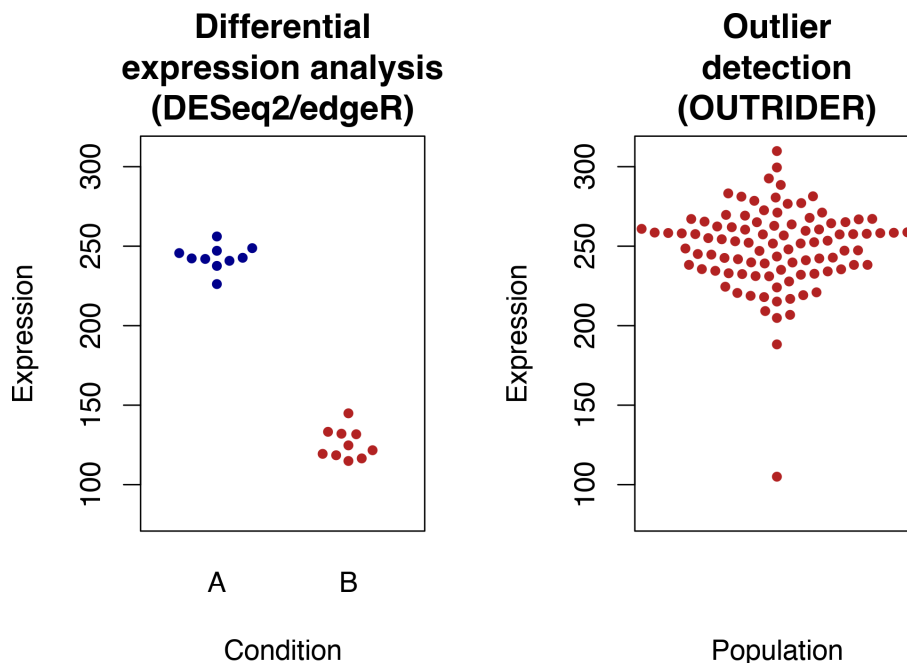 Differential
expression analysis
(DESeq2/edgeR)
Expression
300
250
200
150
100
A B
Condition
Outlier
detection
(OUTRIDER)
Expression
300
250
200
150
100
Population